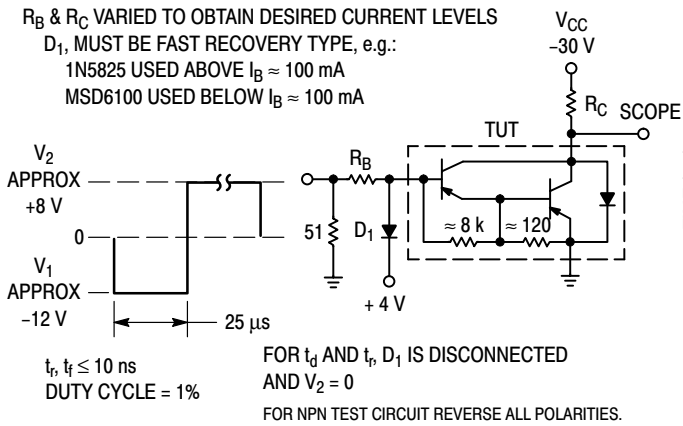 R_B & R_C VARIED TO OBTAIN DESIRED CURRENT LEVELS
D_1, MUST BE FAST RECOVERY TYPE, e.g.:
1N5825 USED ABOVE I_B ≈ 100 mA
MSD6100 USED BELOW I_B ≈ 100 mA
V_CC
−30 V
R_C
SCOPE
TUT
V_2
APPROX
+8 V
0
V_1
APPROX
−12 V
25 μs
R_B
51
D_1
≈ 8 k
≈ 120
+ 4 V
t_r, t_f ≤ 10 ns
DUTY CYCLE = 1%
FOR t_d AND t_r, D_1 IS DISCONNECTED
AND V_2 = 0
FOR NPN TEST CIRCUIT REVERSE ALL POLARITIES.